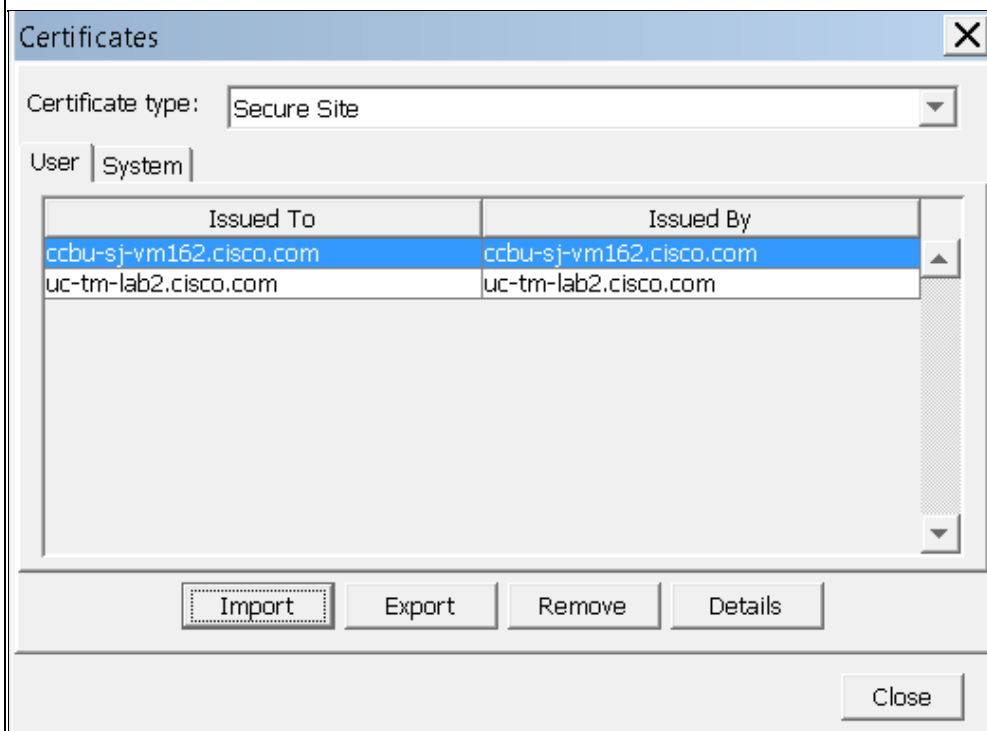 Certificates
Certificate type: Secure Site
User System
Issued To Issued By
ccbu-sj-vm162.cisco.com ccbu-sj-vm162.cisco.com
uc-tm-lab2.cisco.com uc-tm-lab2.cisco.com
Import Export Remove Details
Close